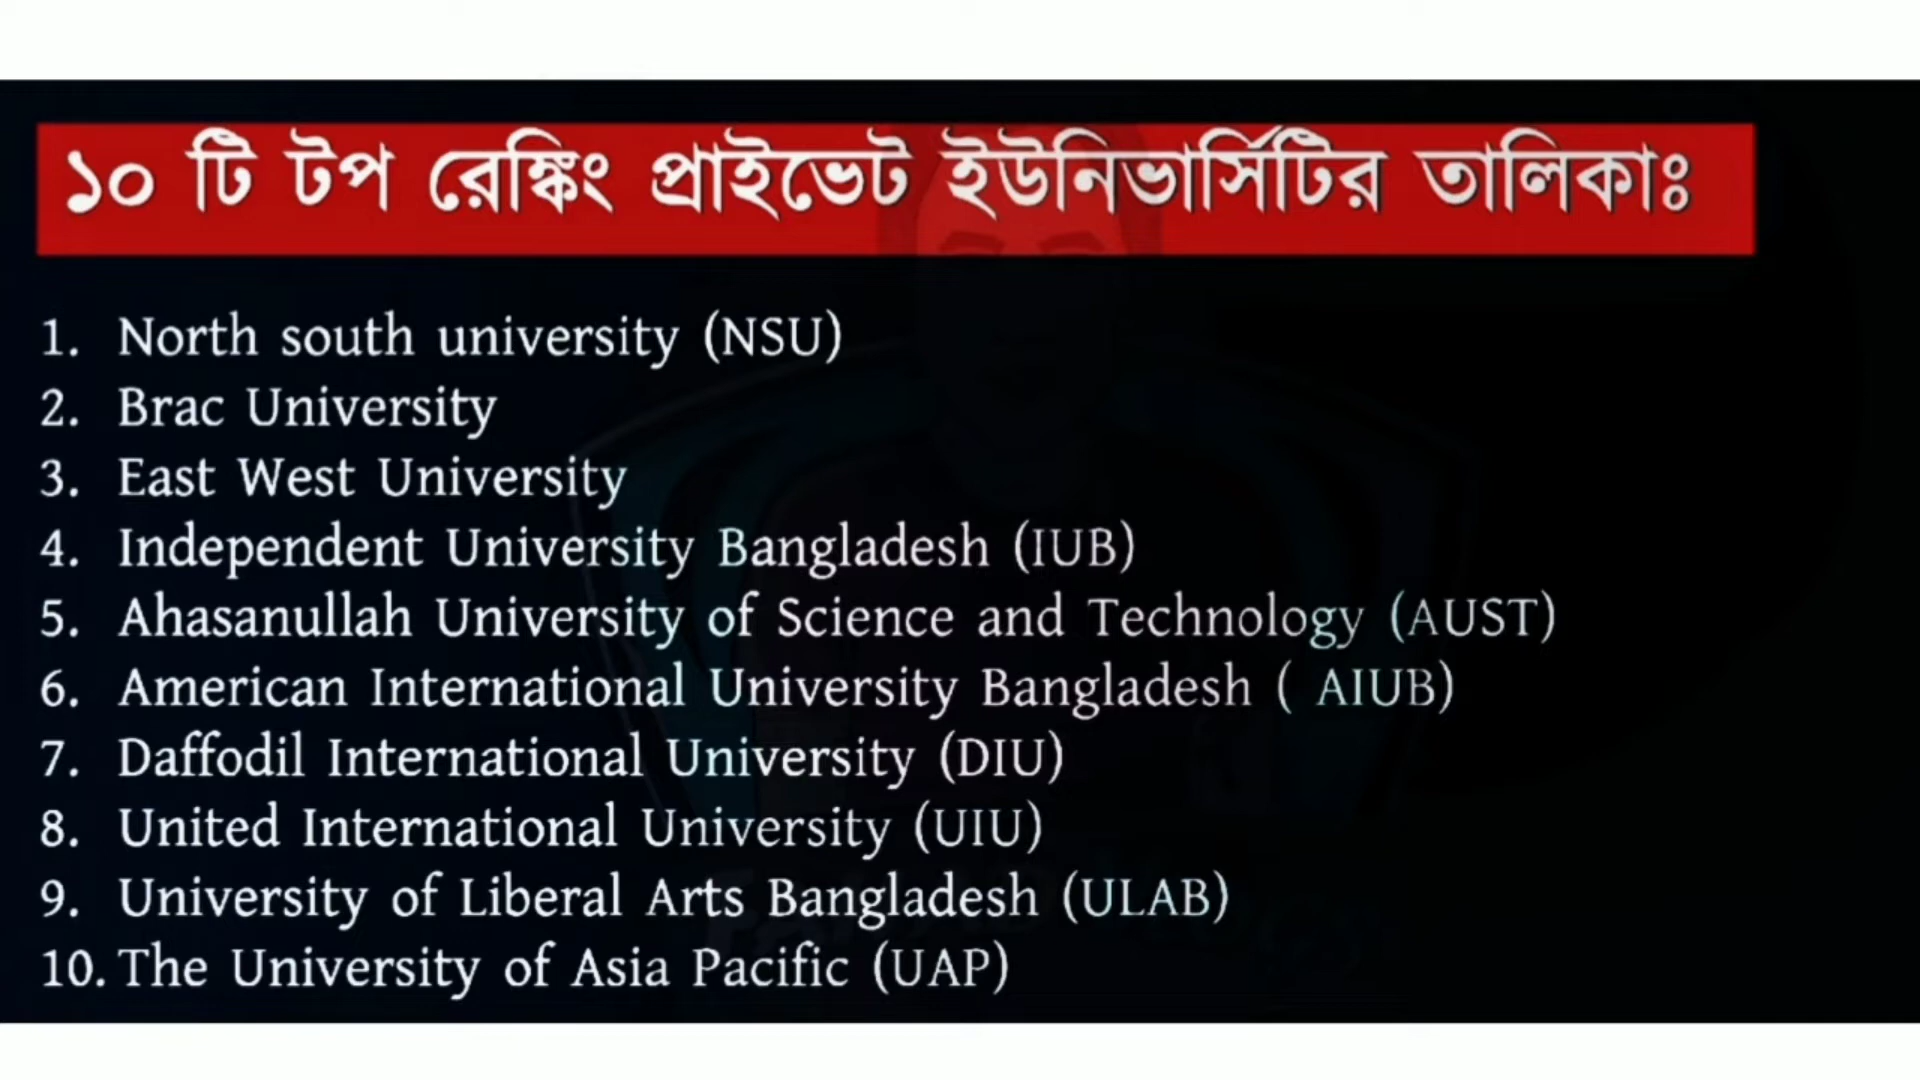 ১০ টি টপ রেঙ্কিং প্রাইভেট ইউনিভার্সিটির তালিকাঃ
1. North south university (NSU)
2. Brac University
3. East West University
4. Independent University Bangladesh (IUB)
5. Ahasanullah University of Science and Technology (AUST)
6. American International University Bangladesh ( AIUB)
7. Daffodil International University (DIU)
8. United International University (UIU)
9. University of Liberal Arts Bangladesh (ULAB)
10. The University of Asia Pacific (UAP)